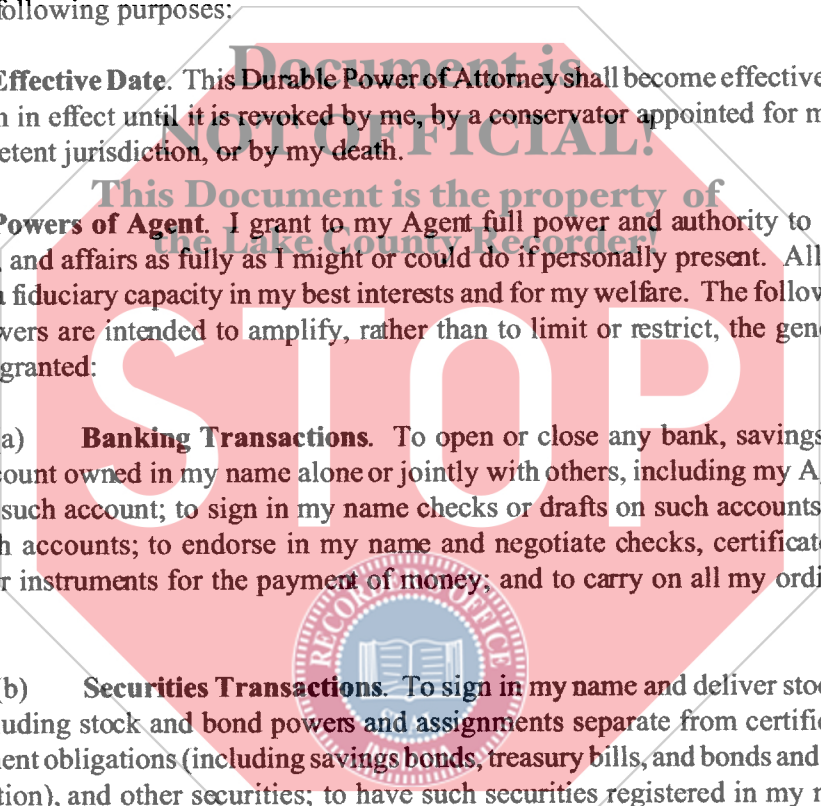 following purposes:
Document is
Effective Date. This Durable Power of Attorney shall become effective
n in effect until it is revoked by me, by a conservator appointed for m
NOT OFFICIAL!
etent jurisdiction, or by my death.
This Document is the property of
Powers of Agent. I grant to my Agent full power and authority to
the Lake County Recorder!
and affairs as fully as I might or could do if personally present. All
fiduciary capacity in my best interests and for my welfare. The follow
wers are intended to amplify, rather than to limit or restrict, the gen
granted:
STOP
a) Banking Transactions. To open or close any bank, savings
count owned in my name alone or jointly with others, including my A
such account; to sign in my name checks or drafts on such accounts
h accounts; to endorse in my name and negotiate checks, certificat
r instruments for the payment of money; and to carry on all my ordi
RECORDER'S OFFICE
SEAL
INDIANA
(b) Securities Transactions. To sign in my name and deliver sto
uding stock and bond powers and assignments separate from certifi
ent obligations (including savings bonds, treasury bills, and bonds and
tion), and other securities; to have such securities registered in my